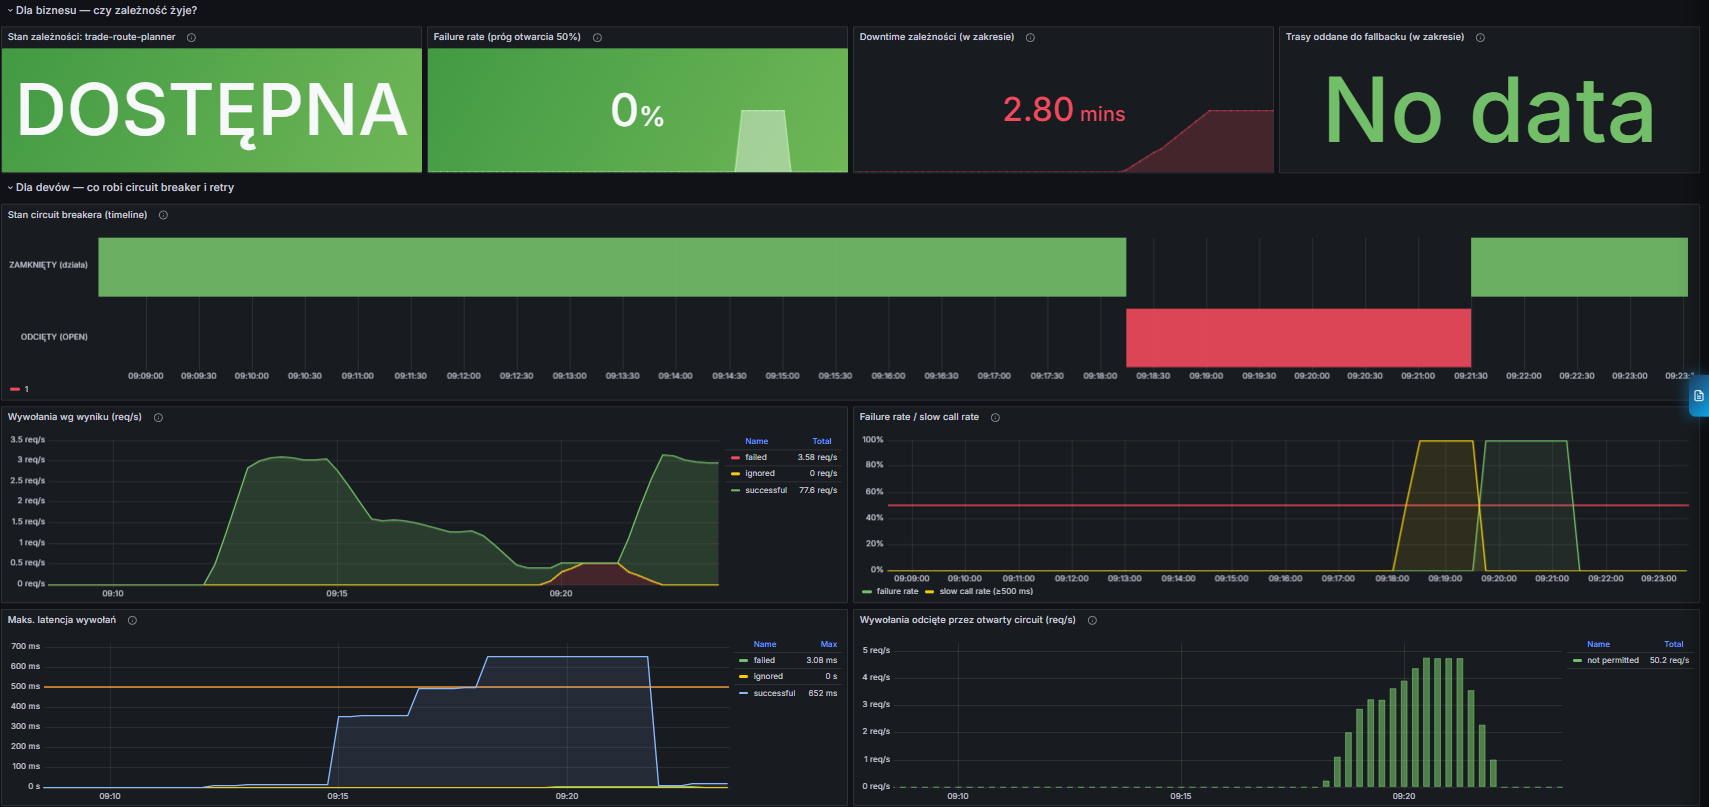 Dla biznesu — czy zależność żyje?
Stan zależności: trade-route-planner
Failure rate (próg otwarcia 50%)
Downtime zależności (w zakresie)
Trasy oddane do fallbacku (w zakresie)
DOSTĘPNA
0%
2.80 mins
No data
Dla devów — co robi circuit breaker i retry
Stan circuit breakera (timeline)
ZAMKNIĘTY (działa)
ODCIĘTY (OPEN)
09:09:00 09:09:30 09:10:00 09:10:30 09:11:00 09:11:30 09:12:00 09:12:30 09:13:00 09:13:30 09:14:00 09:14:30 09:15:00 09:15:30 09:16:00 09:16:30 09:17:00 09:17:30 09:18:00 09:18:30 09:19:00 09:19:30 09:20:00 09:20:30 09:21:00 09:21:30 09:22:00 09:22:30 09:23:00
1
Wywołania wg wyniku (req/s)
3.5 req/s
3 req/s
2.5 req/s
2 req/s
1.5 req/s
1 req/s
0.5 req/s
0 req/s
09:10 09:15 09:20
Name Total
failed 3.58 req/s
ignored 0 req/s
successful 77.6 req/s
Failure rate / slow call rate
100%
80%
60%
40%
20%
0%
09:09:00 09:10:00 09:11:00 09:12:00 09:13:00 09:14:00 09:15:00 09:16:00 09:17:00 09:18:00 09:19:00 09:20:00 09:21:00 09:22:00 09:23:00
failure rate slow call rate (≥500 ms)
Maks. latencja wywołań
700 ms
600 ms
500 ms
400 ms
300 ms
200 ms
100 ms
0 s
09:10 09:15 09:20
Name Max
failed 3.08 ms
ignored 0 s
successful 652 ms
Wywołania odcięte przez otwarty circuit (req/s)
5 req/s
4 req/s
3 req/s
2 req/s
1 req/s
0 req/s
09:10 09:15 09:20
Name Total
not permitted 50.2 req/s